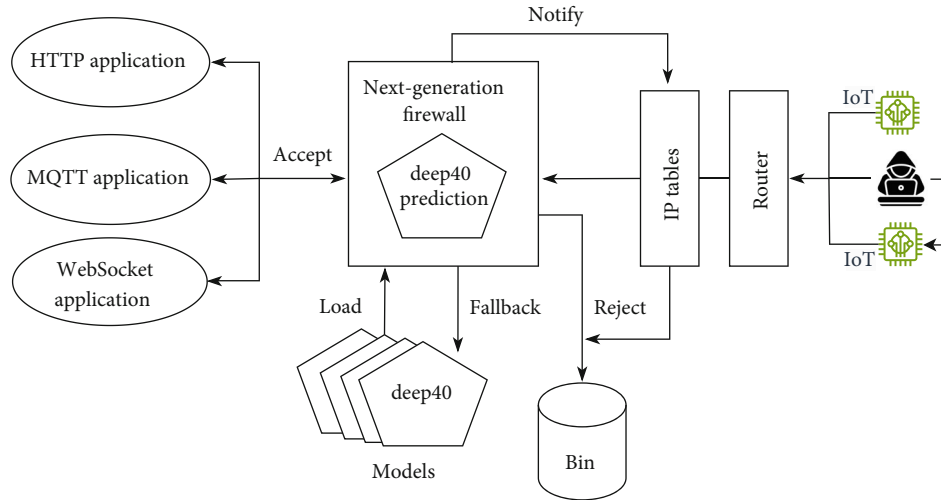 Notify
HTTP application
Next-generation
firewall
IoT
Accept
MQTT application
deep40
prediction
IP tables
Router
WebSocket
application
IoT
Load
Fallback
Reject
deep40
Models
Bin